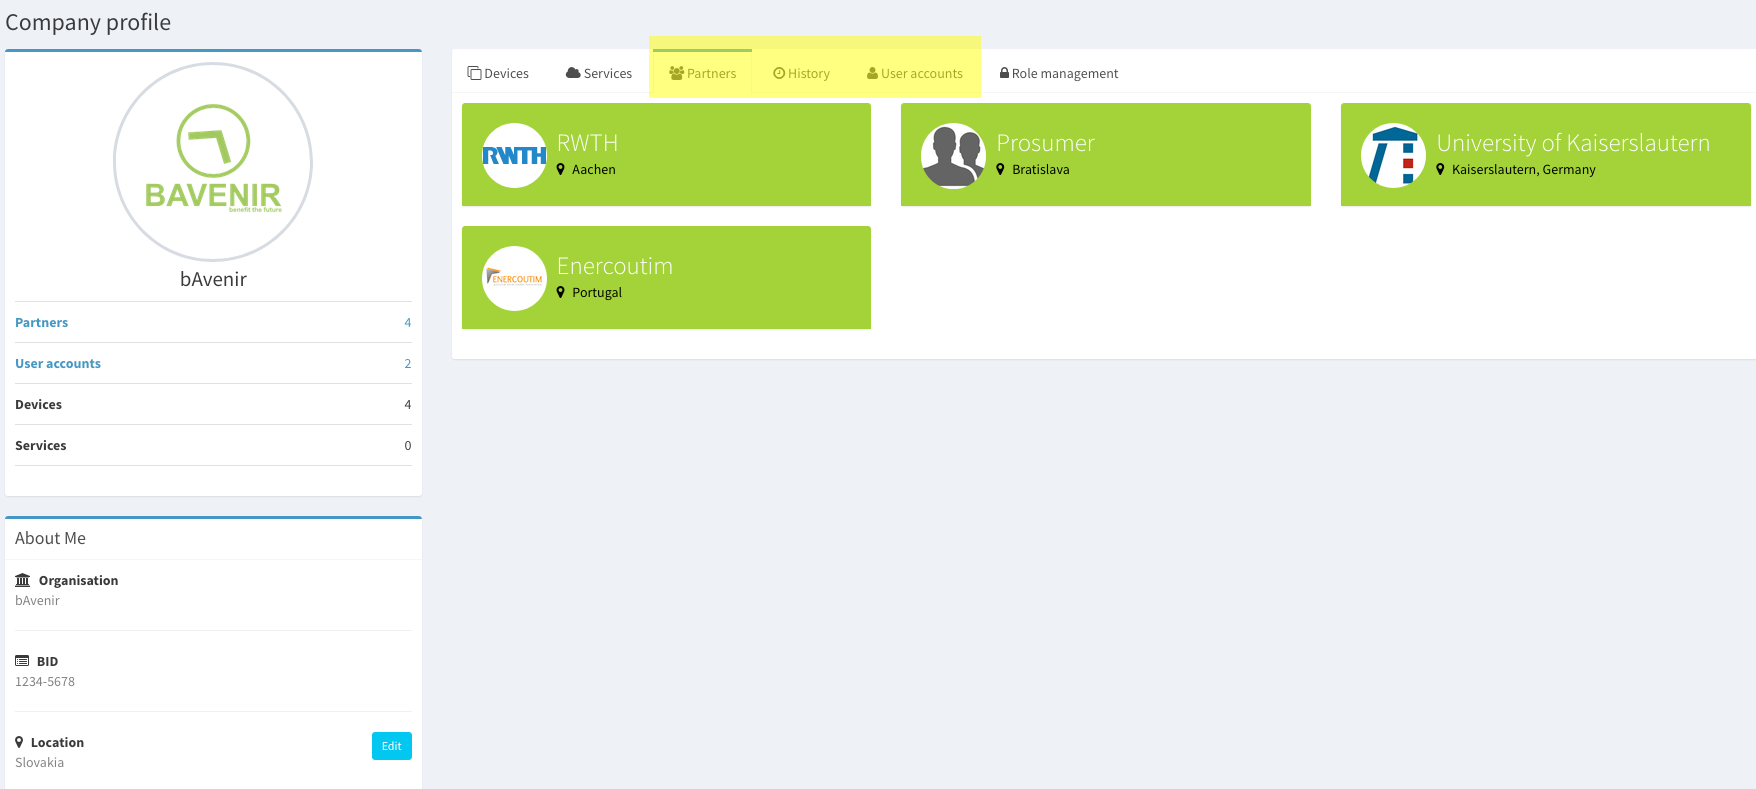 Company profile
BAVENIR
benefit the future
bAvenir
Partners 4
User accounts 2
Devices 4
Services 0
About Me
Organisation
bAvenir
BID
1234-5678
Location
Slovakia
Edit
Devices Services Partners History User accounts Role management
RWTH
RWTH
Aachen
Prosumer
Bratislava
University of Kaiserslautern
Kaiserslautern, Germany
ENERCOUTIM
Enercoutim
Portugal